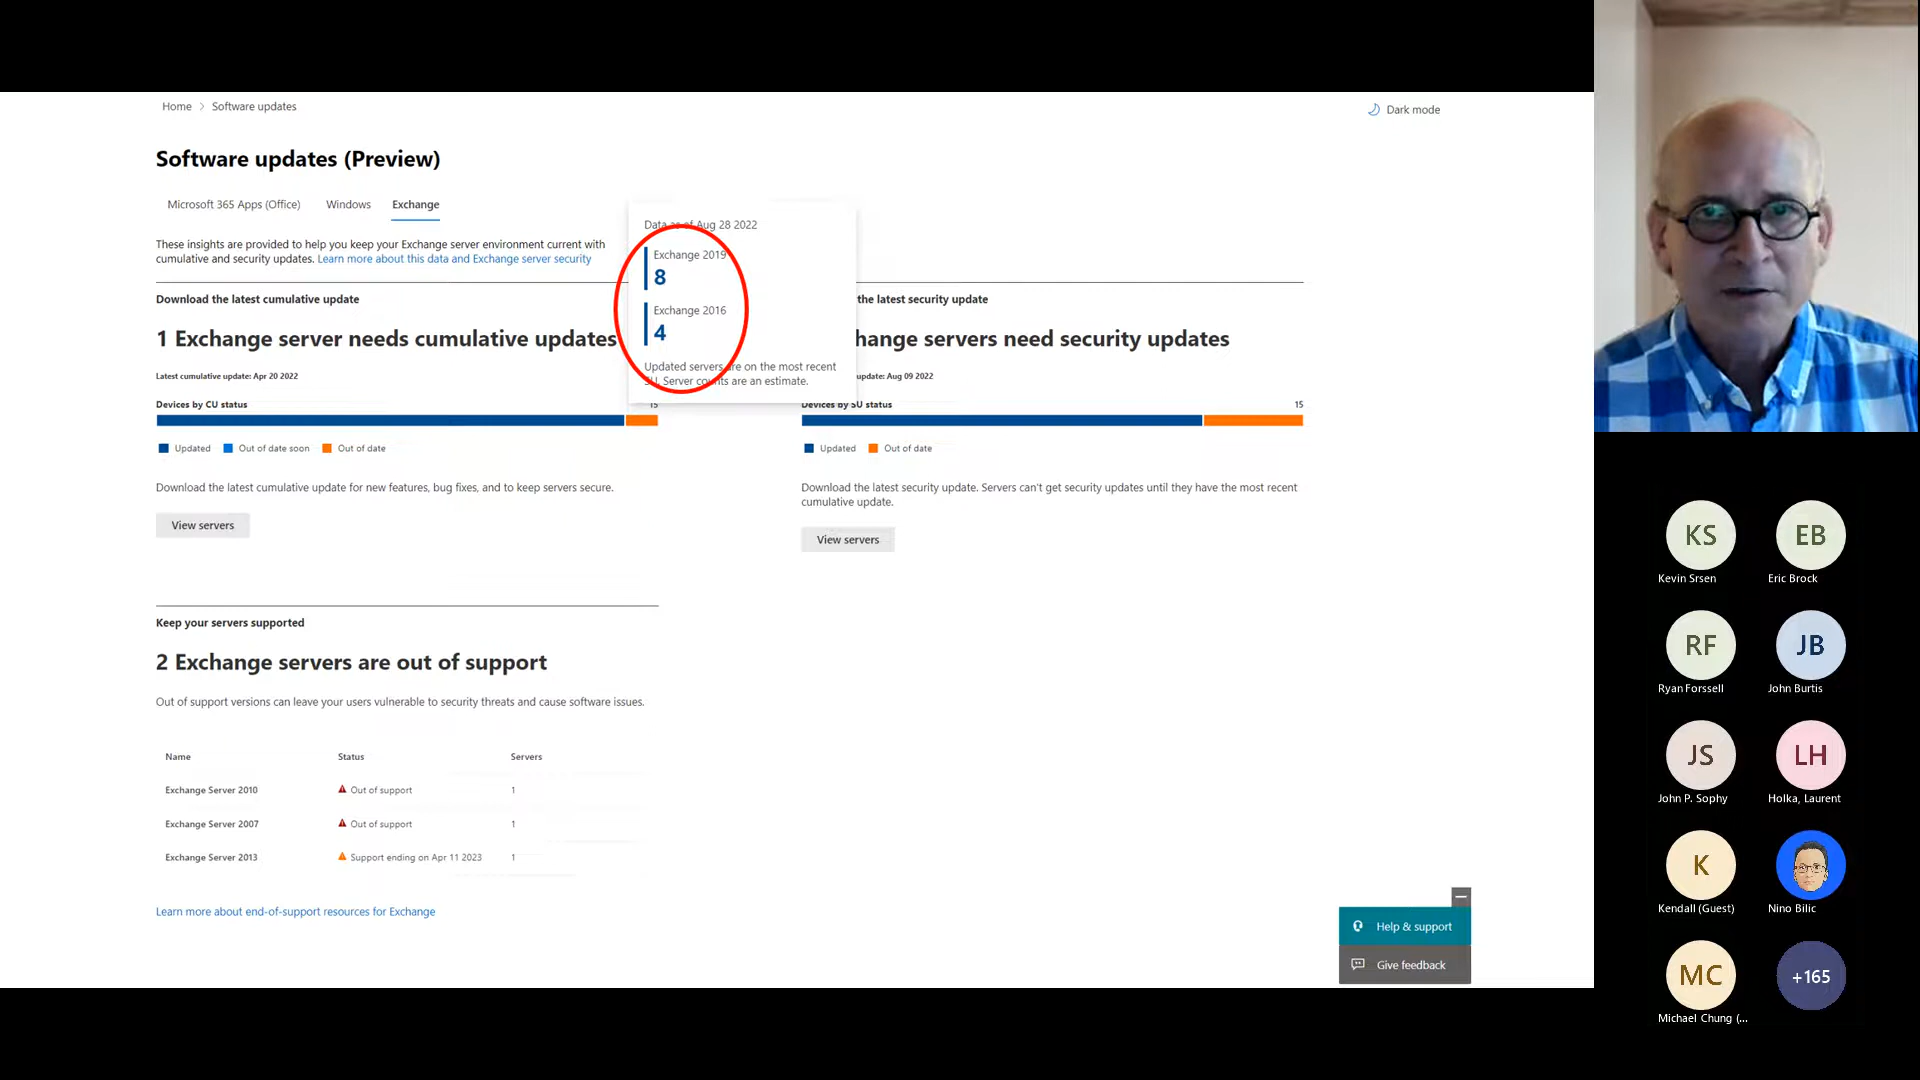 Home > Software updates
Dark mode
Software updates (Preview)
Microsoft 365 Apps (Office) Windows Exchange
These insights are provided to help you keep your Exchange server environment current with
cumulative and security updates. Learn more about this data and Exchange server security
Data as of Aug 28 2022
Exchange 2019
8
Exchange 2016
4
Updated servers are on the most recent
SU. Server counts are an estimate.
Download the latest cumulative update
1 Exchange server needs cumulative updates
Latest cumulative update: Apr 20 2022
Devices by CU status 15
Updated Out of date soon Out of date
Download the latest cumulative update for new features, bug fixes, and to keep servers secure.
View servers
the latest security update
hange servers need security updates
update: Aug 09 2022
Devices by SU status 15
Updated Out of date
Download the latest security update. Servers can't get security updates until they have the most recent
cumulative update.
View servers
Keep your servers supported
2 Exchange servers are out of support
Out of support versions can leave your users vulnerable to security threats and cause software issues.
Name Status Servers
Exchange Server 2010 Out of support 1
Exchange Server 2007 Out of support 1
Exchange Server 2013 Support ending on Apr 11 2023 1
Learn more about end-of-support resources for Exchange
Help & support
Give feedback
KS EB
Kevin Srsen Eric Brock
RF JB
Ryan Forssell John Burtis
JS LH
John P. Sophy Holka, Laurent
K
Kendall (Guest) Nino Bilic
MC +165
Michael Chung (...